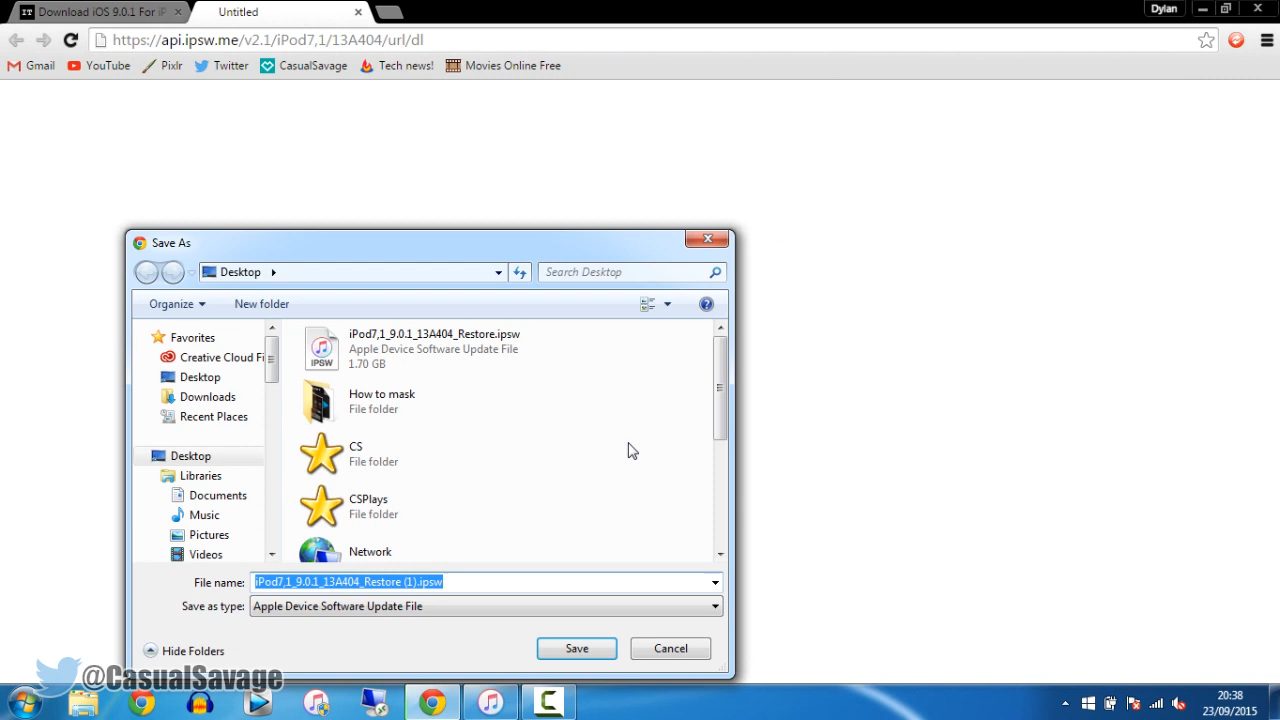 Download iOS 9.0.1 For iP
Untitled
Dylan
https://api.ipsw.me/v2.1/iPod7,1/13A404/url/dl
Gmail
YouTube
Pixlr
Twitter
CasualSavage
Tech news!
Movies Online Free
Save As
Desktop
Search Desktop
Organize
New folder
Favorites
Creative Cloud Fi
Desktop
Downloads
Recent Places
Desktop
Libraries
Documents
Music
Pictures
Videos
IPSW
iPod7,1_9.0.1_13A404_Restore.ipsw
Apple Device Software Update File
1.70 GB
How to mask
File folder
CS
File folder
CSPlays
File folder
Network
File name: iPod7,1_9.0.1_13A404_Restore (1).ipsw
Save as type: Apple Device Software Update File
Hide Folders
Save
Cancel
@CasualSavage
20:38
23/09/2015